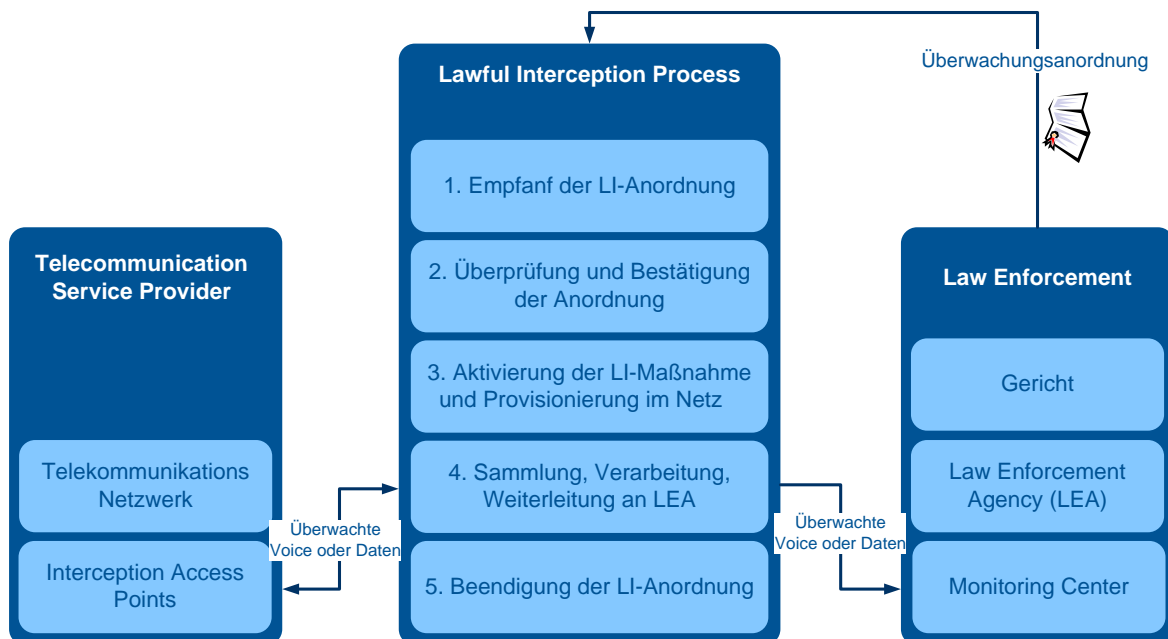 Überwachungsanordnung
Lawful Interception Process
1. Empfanf der LI-Anordnung
2. Überprüfung und Bestätigung
der Anordnung
3. Aktivierung der LI-Maßnahme
und Provisionierung im Netz
4. Sammlung, Verarbeitung,
Weiterleitung an LEA
5. Beendigung der LI-Anordnung
Telecommunication
Service Provider
Telekommunikations
Netzwerk
Interception Access
Points
Überwachte
Voice oder Daten
Überwachte
Voice oder Daten
Law Enforcement
Gericht
Law Enforcement
Agency (LEA)
Monitoring Center